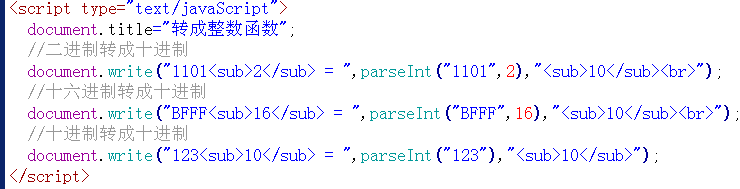 <script type="text/javaScript">
document.title="转成整数函数";
//二进制转成十进制
document.write("1101<sub>2</sub> = ",parseInt("1101",2),"<sub>10</sub><br>");
//十六进制转成十进制
document.write("BFFF<sub>16</sub> = ",parseInt("BFFF",16),"<sub>10</sub><br>");
//十进制转成十进制
document.write("123<sub>10</sub> = ",parseInt("123"),"<sub>10</sub>");
</script>